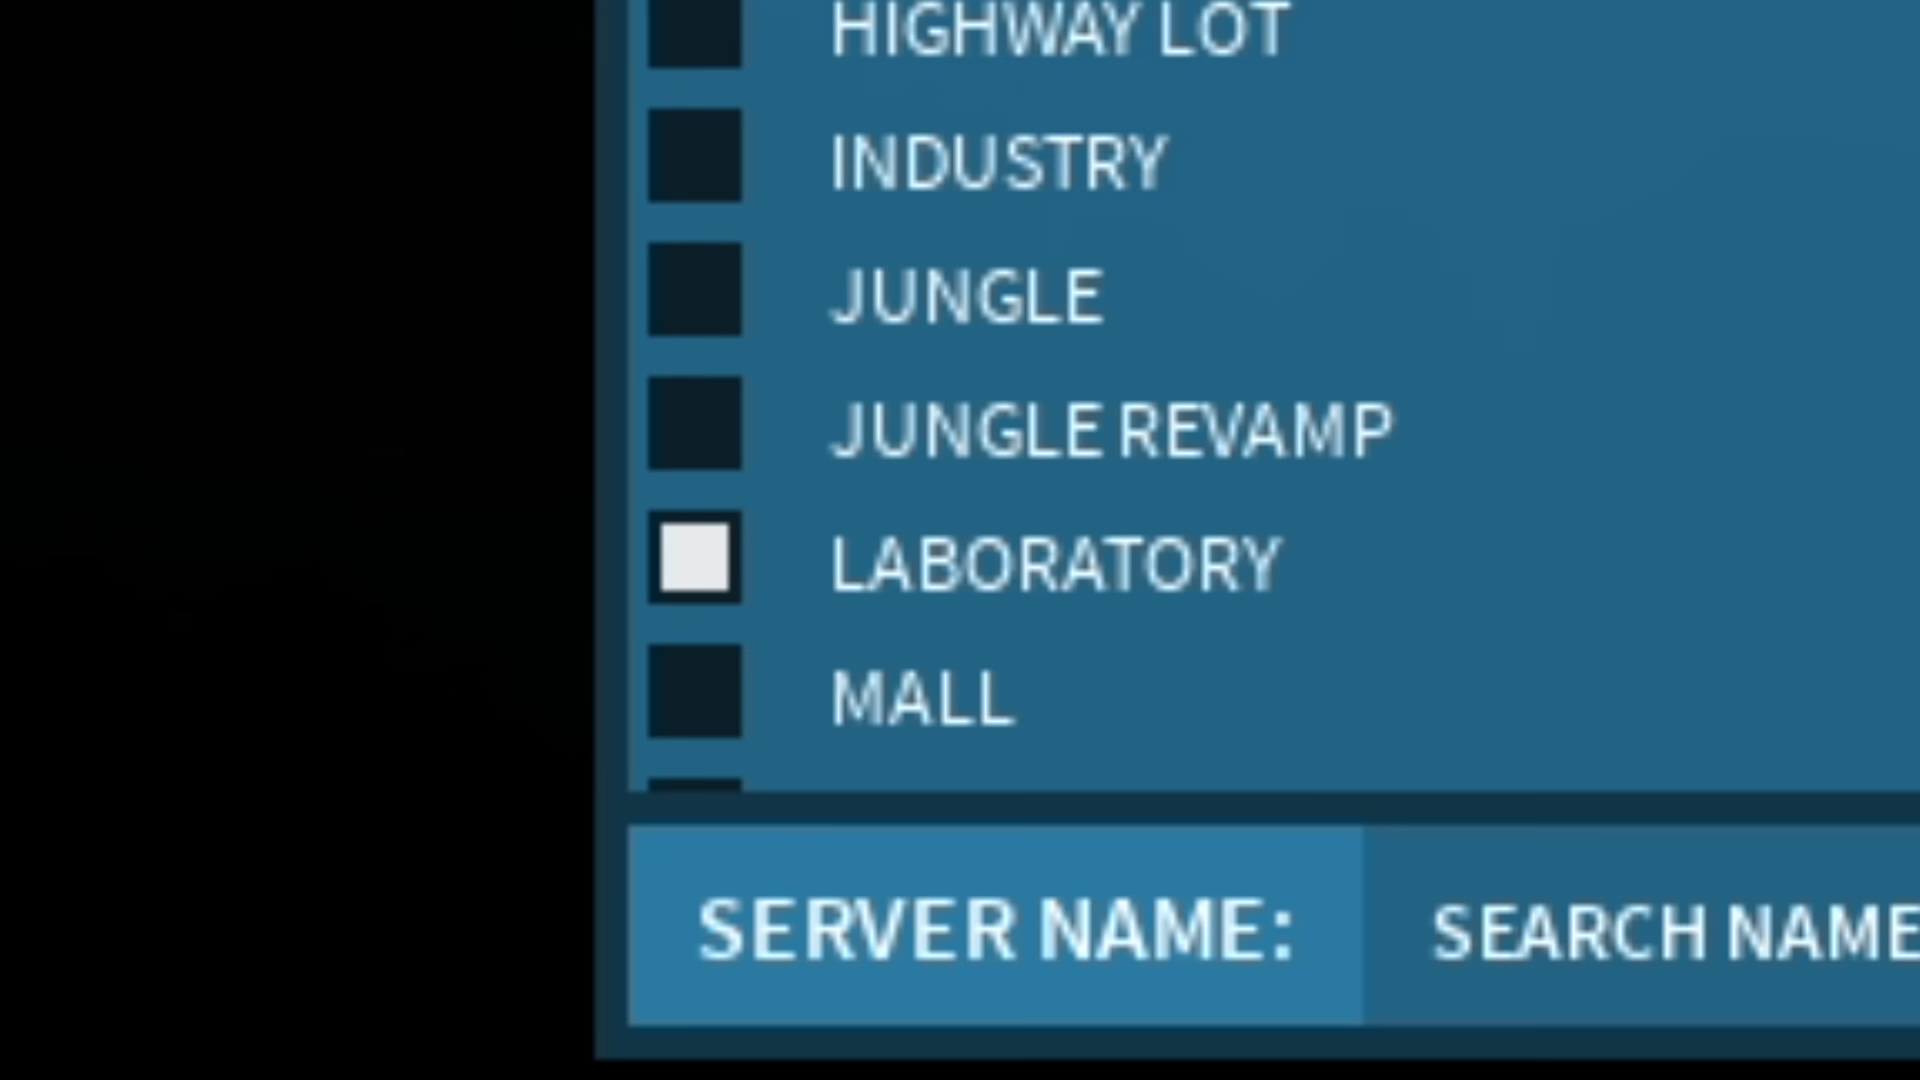 HIGHWAY LOT
INDUSTRY
JUNGLE
JUNGLE REVAMP
LABORATORY
MALL
SERVER NAME: SEARCH NAME